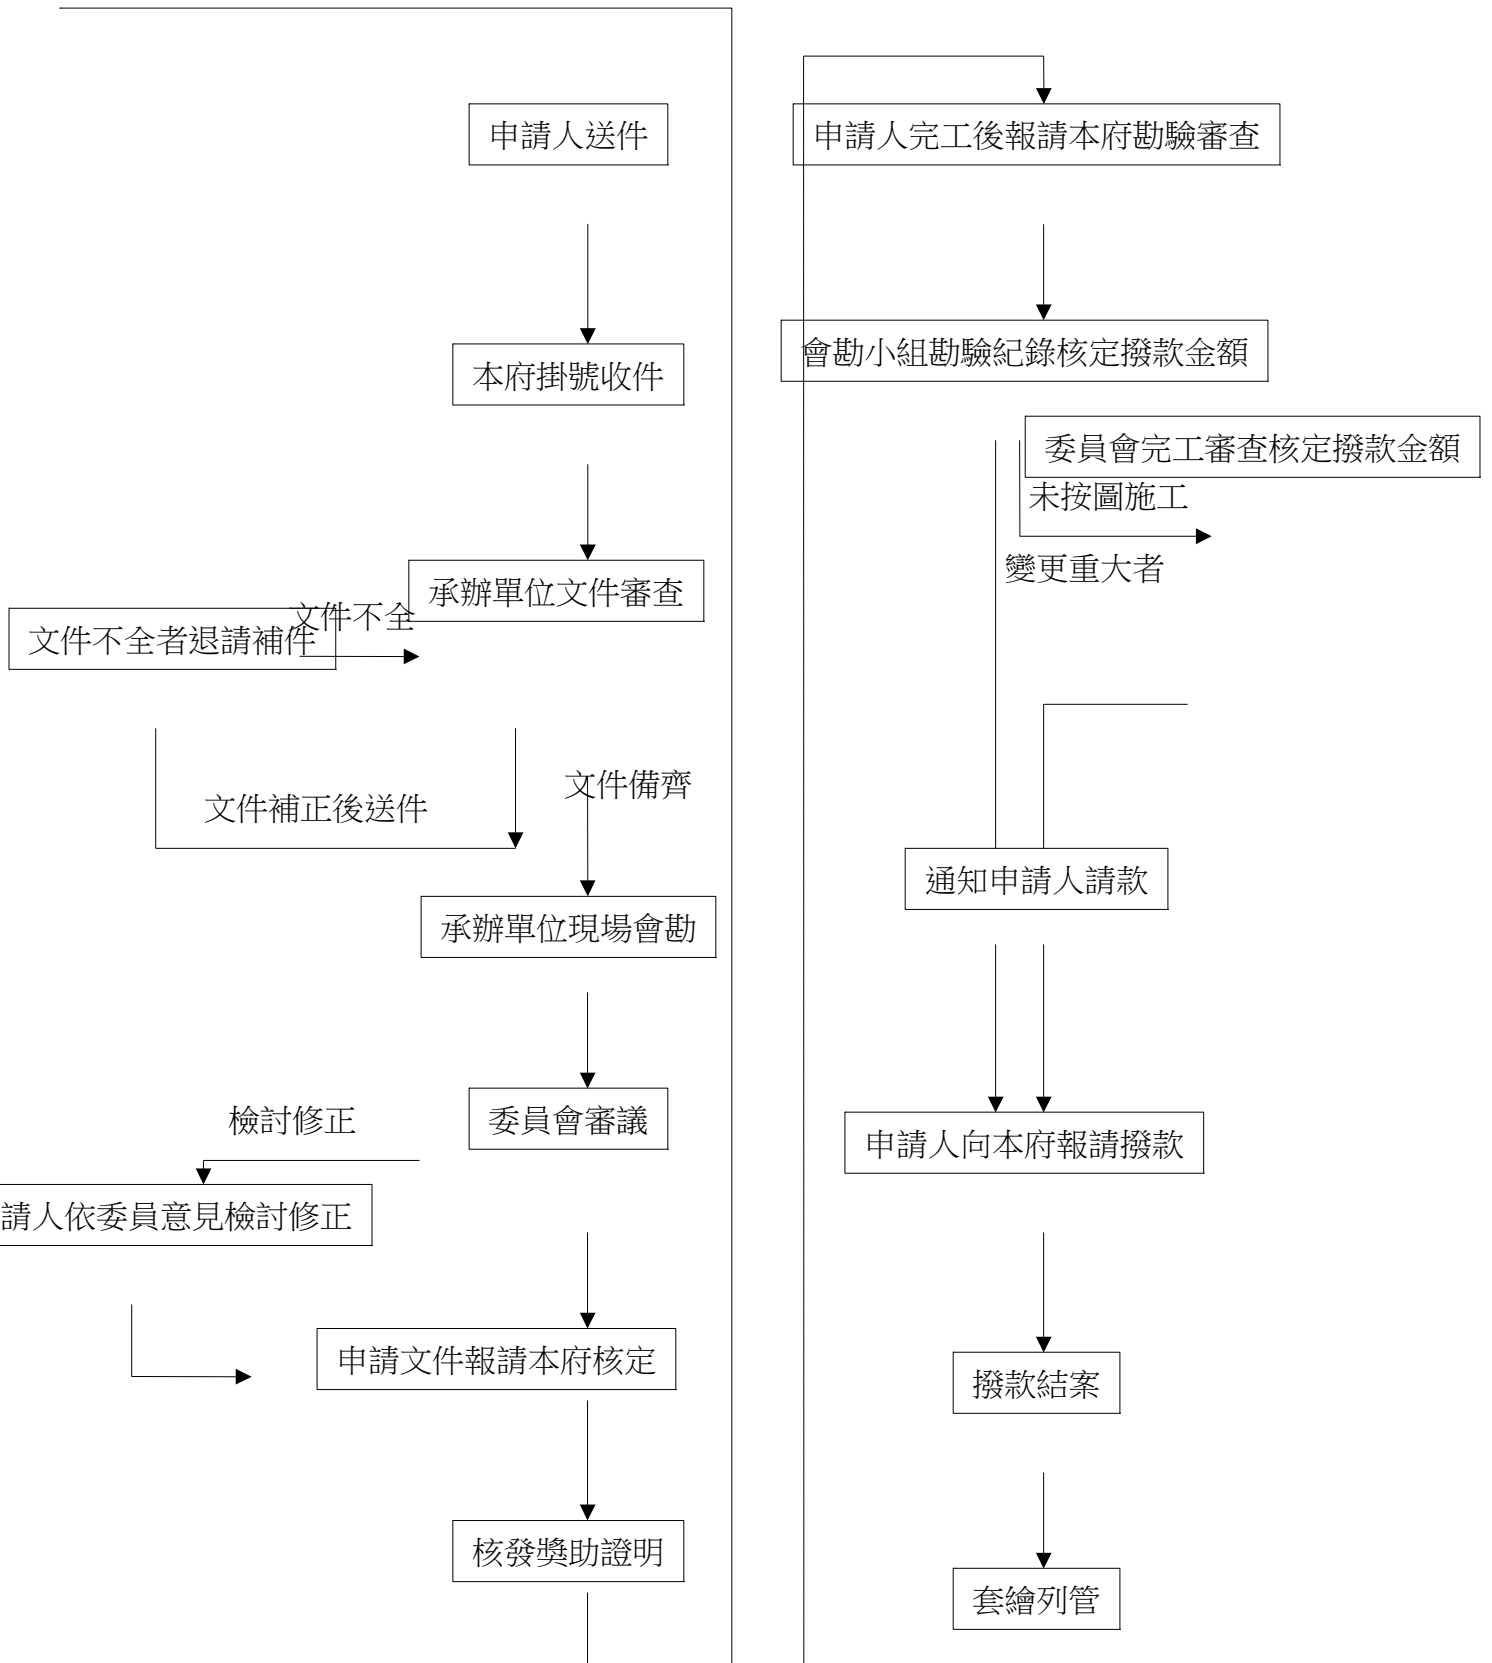 申請人送件
本府掛號收件
承辦單位文件審查
文件不全
文件不全者退請補件
文件備齊
文件補正後送件
承辦單位現場會勘
委員會審議
檢討修正
請人依委員意見檢討修正
申請文件報請本府核定
核發獎助證明
申請人完工後報請本府勘驗審查
會勘小組勘驗紀錄核定撥款金額
委員會完工審查核定撥款金額
未按圖施工
變更重大者
通知申請人請款
申請人向本府報請撥款
撥款結案
套繪列管